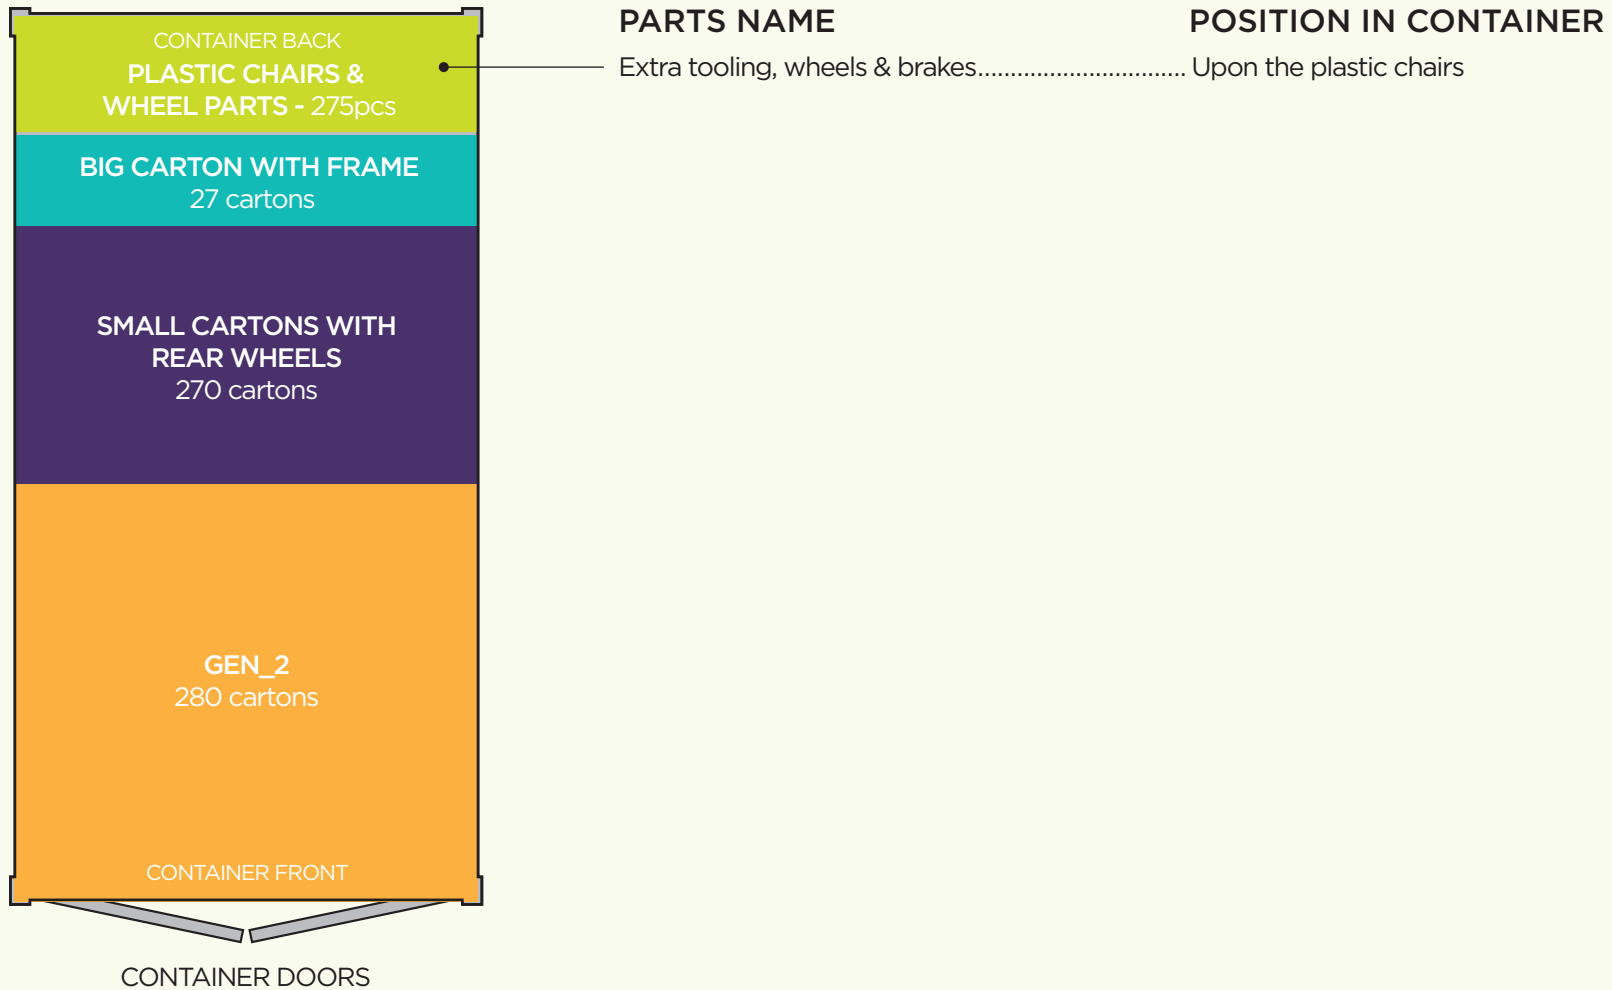 PARTS NAME
POSITION IN CONTAINER
Extra tooling, wheels & brakes............................... Upon the plastic chairs
CONTAINER BACK
PLASTIC CHAIRS &
WHEEL PARTS - 275pcs
BIG CARTON WITH FRAME
27 cartons
SMALL CARTONS WITH
REAR WHEELS
270 cartons
GEN_2
280 cartons
CONTAINER FRONT
CONTAINER DOORS